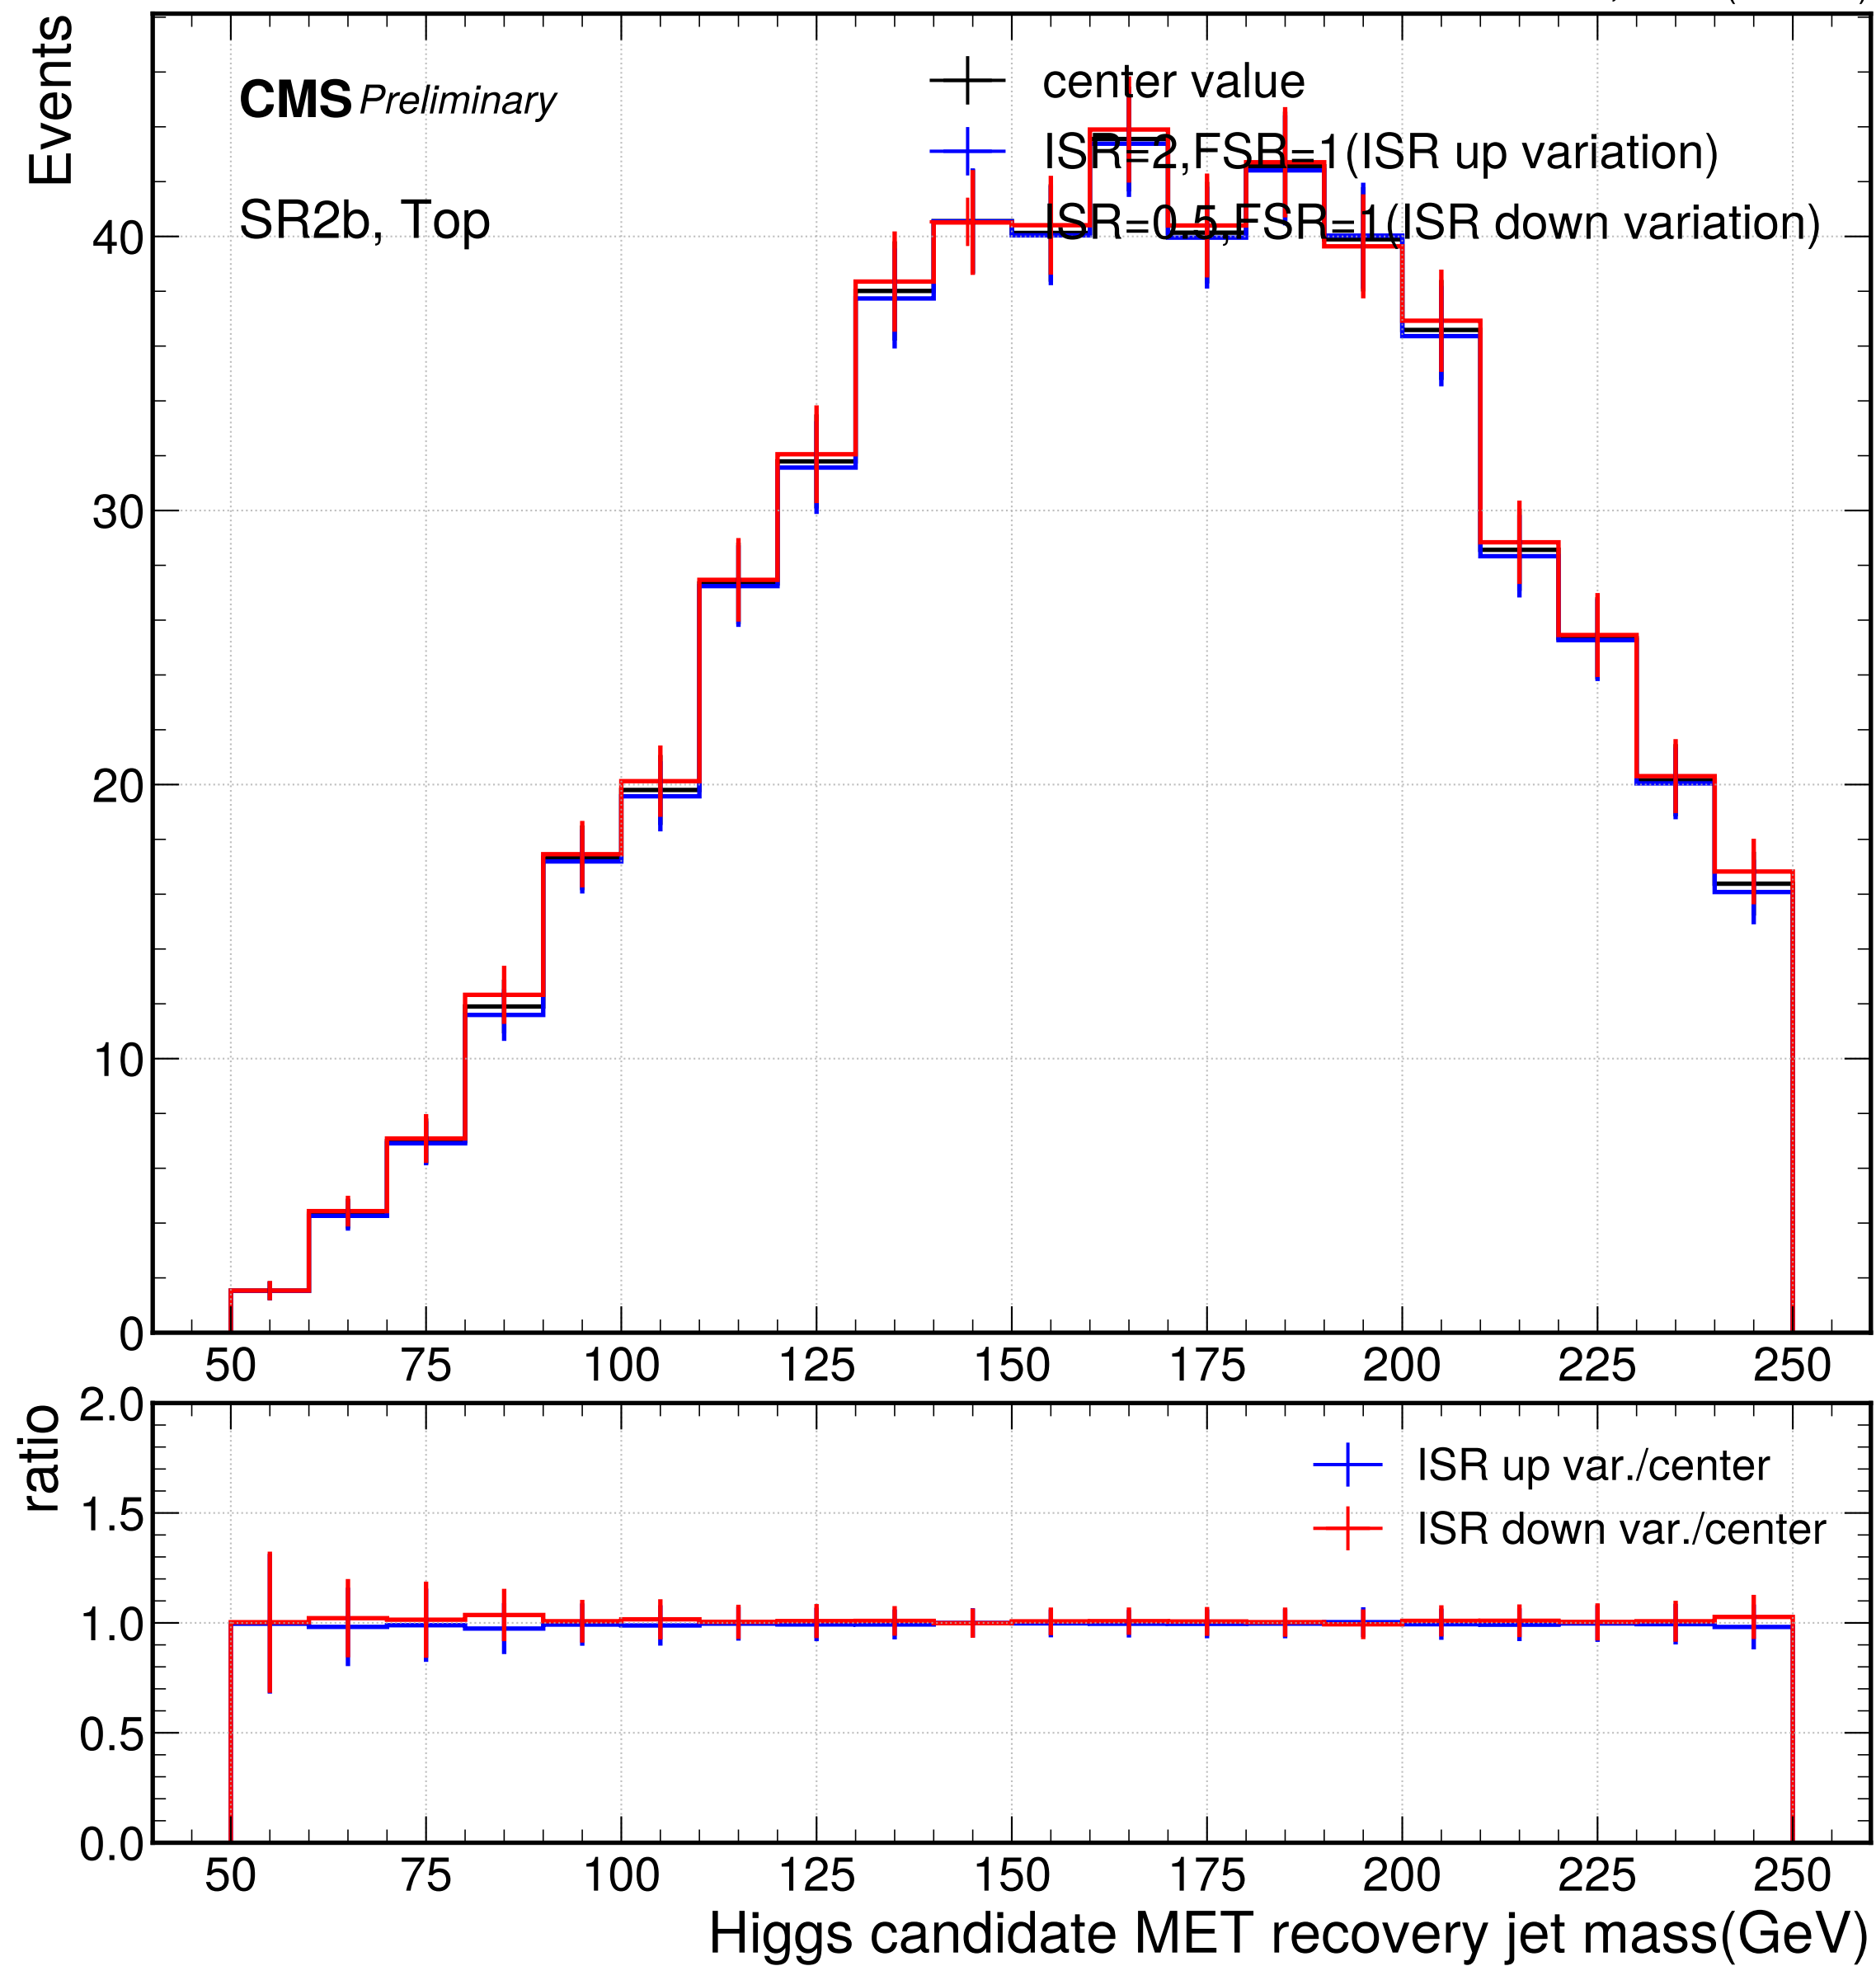 Events
CMS Preliminary
SR2b, Top
center value
ISR=2,FSR=1(ISR up variation)
ISR=0.5,FSR=1(ISR down variation)
40
30
20
10
0
50 75 100 125 150 175 200 225 250
ratio
2.0
1.5
1.0
0.5
0.0
ISR up var./center
ISR down var./center
50 75 100 125 150 175 200 225 250
Higgs candidate MET recovery jet mass(GeV)